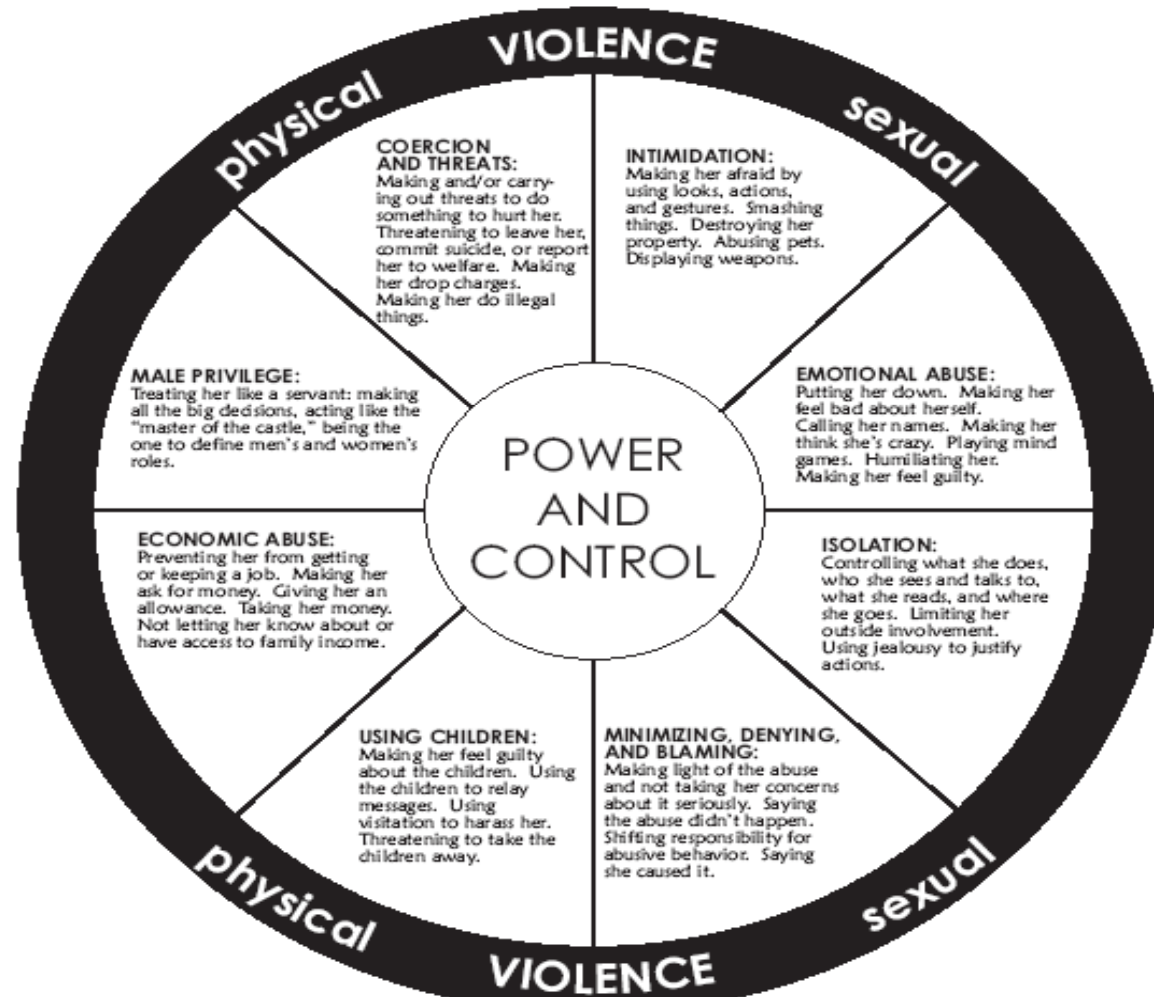 physical VIOLENCE sexual
COERCION
AND THREATS:
Making and/or carry-
ing out threats to do
something to hurt her.
Threatening to leave her,
commit suicide, or report
her to welfare. Making
her drop charges.
Making her do illegal
things.
INTIMIDATION:
Making her afraid by
using looks, actions,
and gestures. Smashing
things. Destroying her
property. Abusing pets.
Displaying weapons.
MALE PRIVILEGE:
Treating her like a servant: making
all the big decisions, acting like the
“master of the castle,” being the
one to define men’s and women’s
roles.
EMOTIONAL ABUSE:
Putting her down. Making her
feel bad about herself.
Calling her names. Making her
think she’s crazy. Playing mind
games. Humiliating her.
Making her feel guilty.
POWER
AND
CONTROL
ECONOMIC ABUSE:
Preventing her from getting
or keeping a job. Making her
ask for money. Giving her an
allowance. Taking her money.
Not letting her know about or
have access to family income.
ISOLATION:
Controlling what she does,
who she sees and talks to,
what she reads, and where
she goes. Limiting her
outside involvement.
Using jealousy to justify
actions.
USING CHILDREN:
Making her feel guilty
about the children. Using
the children to relay
messages. Using
visitation to harass her.
Threatening to take the
children away.
MINIMIZING, DENYING,
AND BLAMING:
Making light of the abuse
and not taking her concerns
about it seriously. Saying
the abuse didn’t happen.
Shifting responsibility for
abusive behavior. Saying
she caused it.
physical VIOLENCE sexual